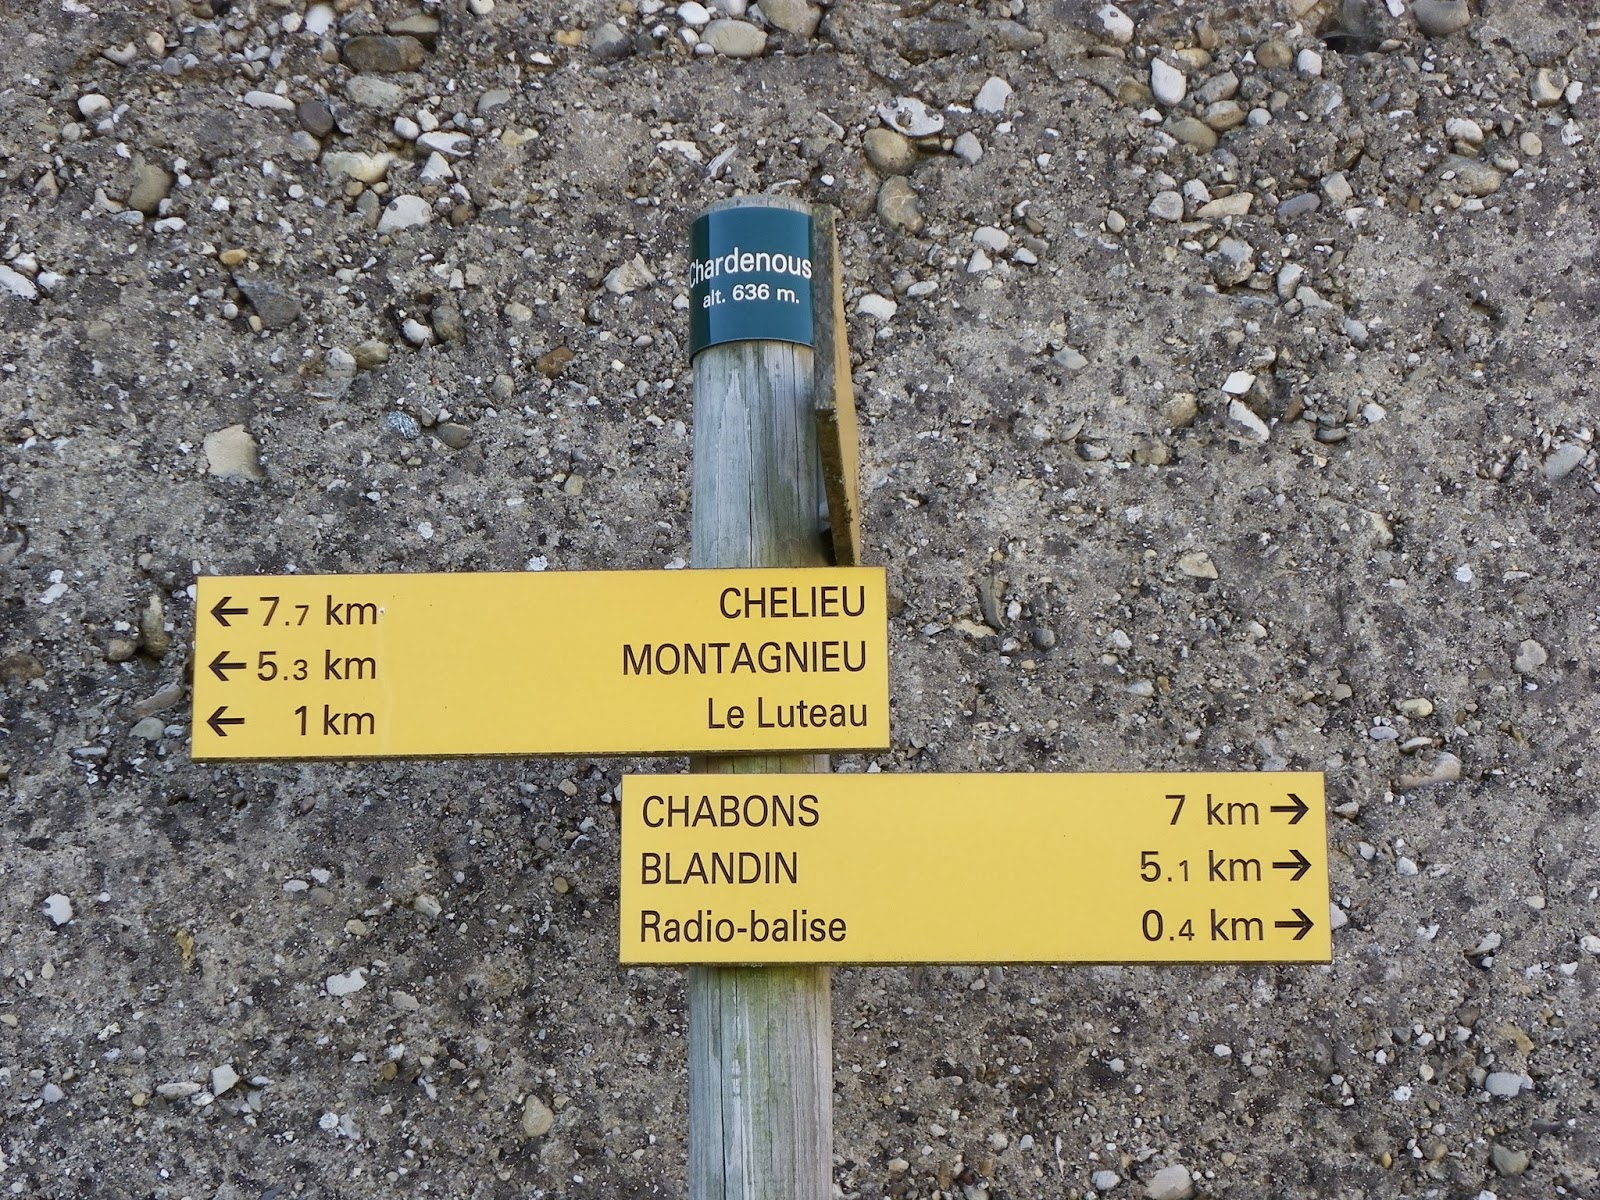 Chardenous
alt. 636 m.
← 7.7 km CHELIEU
← 5.3 km MONTAGNIEU
← 1 km Le Luteau
CHABONS 7 km →
BLANDIN 5.1 km →
Radio-balise 0.4 km →